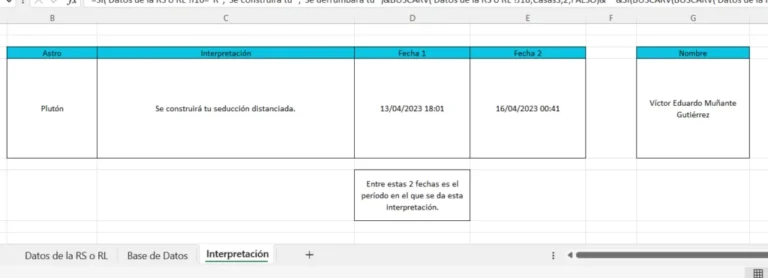 =SI('Datos de la RS o RL'!I10="R","Se construirá tu ","Se derrumbará tu ")&BUSCARV('Datos de la RS o RL'!J10,Casas3,2,FALSO)&" "&SI(BUSCARV(BUSCARV('Datos de la R
B C D E F G
Astro Interpretación Fecha 1 Fecha 2 Nombre
Plutón Se construirá tu seducción distanciada. 13/04/2023 18:01 16/04/2023 00:41 Víctor Eduardo Muñante
Gutiérrez
Entre estas 2 fechas es el
período en el que se da esta
interpretación.
Datos de la RS o RL Base de Datos Interpretación +